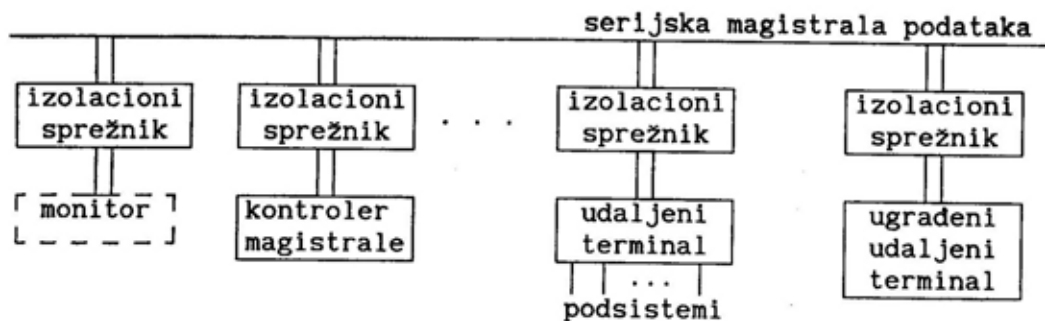 serijska magistrala podataka
izolacioni
sprežnik
izolacioni
sprežnik
. . .
izolacioni
sprežnik
izolacioni
sprežnik
monitor
kontroler
magistrale
udaljeni
terminal
...
podsistemi
ugrađeni
udaljeni
terminal